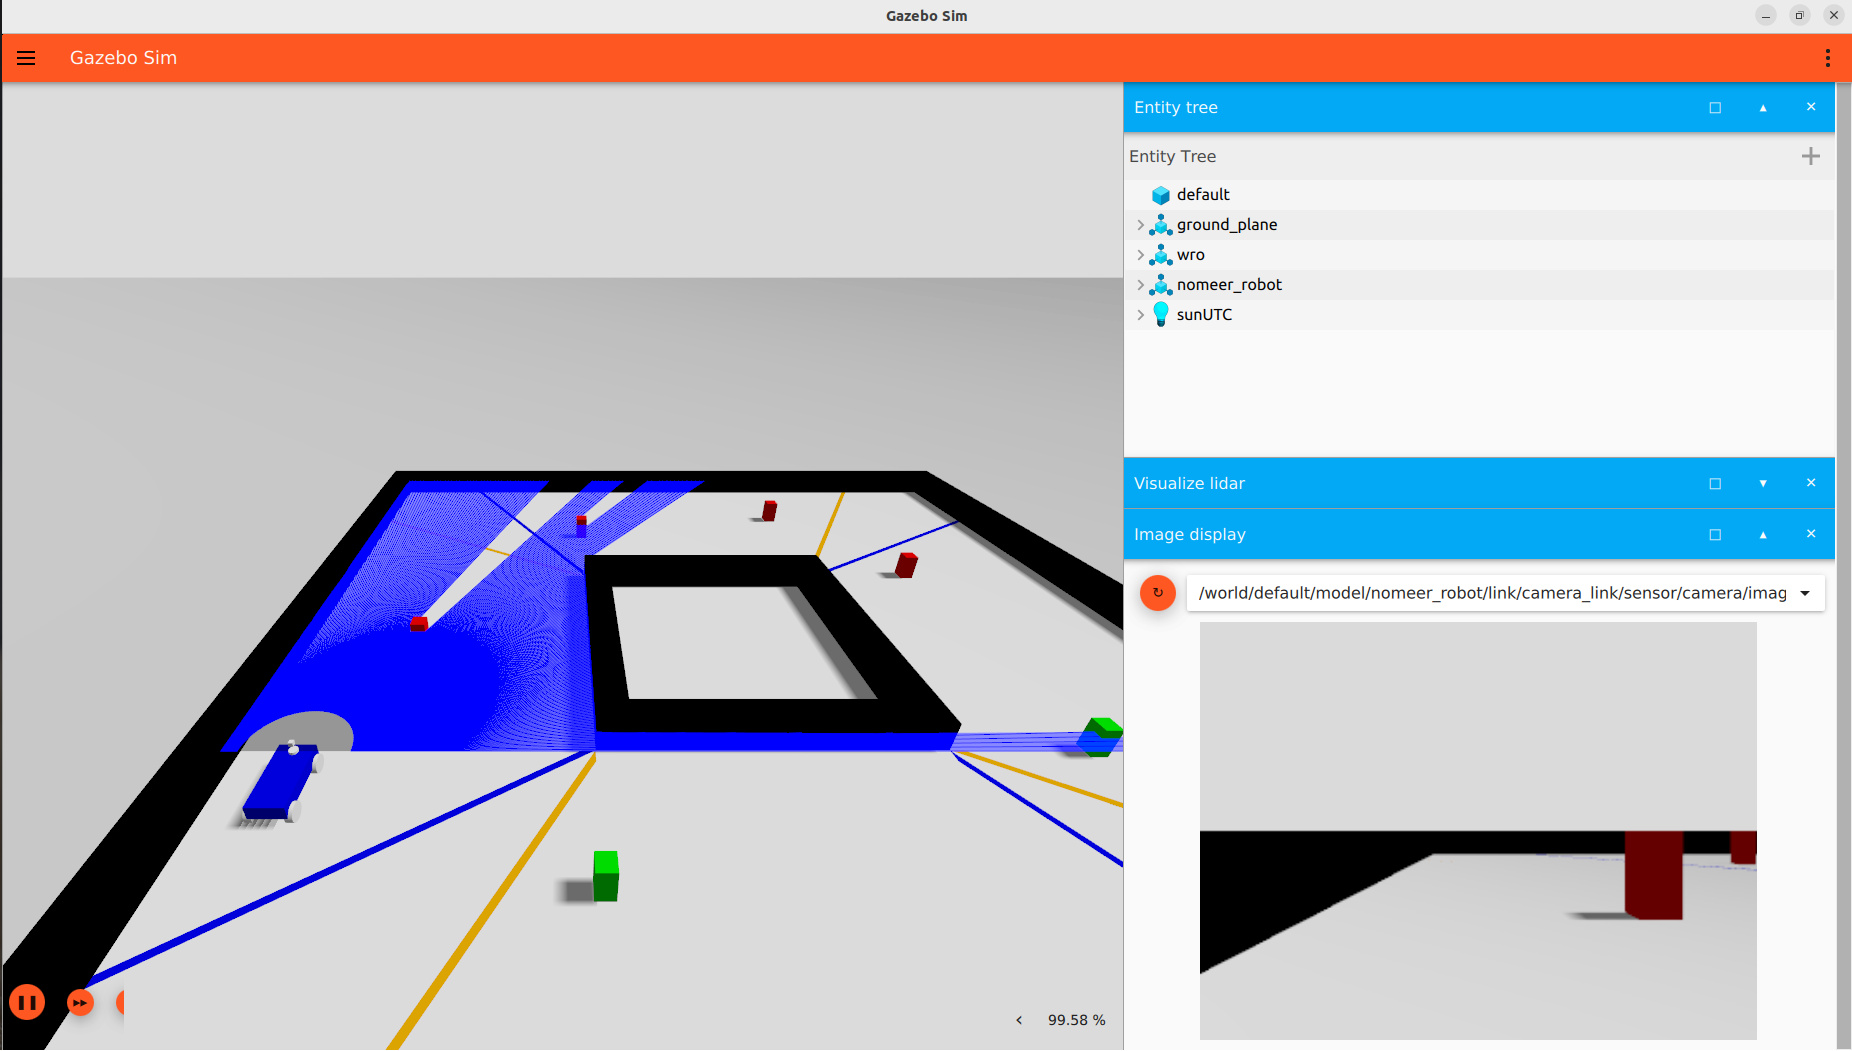 Gazebo Sim
Gazebo Sim
Entity tree
Entity Tree
default
ground_plane
wro
nomeer_robot
sunUTC
Visualize lidar
Image display
/world/default/model/nomeer_robot/link/camera_link/sensor/camera/imag
99.58 %